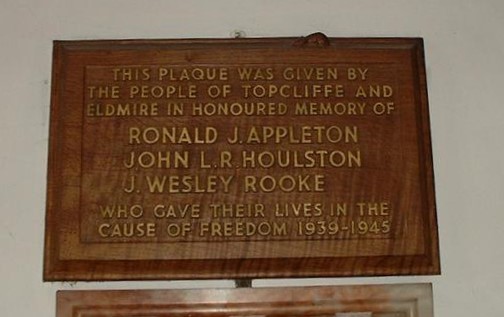 THIS PLAQUE WAS GIVEN BY
THE PEOPLE OF TOPCLIFFE AND
ELDMIRE IN HONOURED MEMORY OF
RONALD J. APPLETON
JOHN L.R. HOULSTON
J. WESLEY ROOKE
WHO GAVE THEIR LIVES IN THE
CAUSE OF FREEDOM 1939-1945